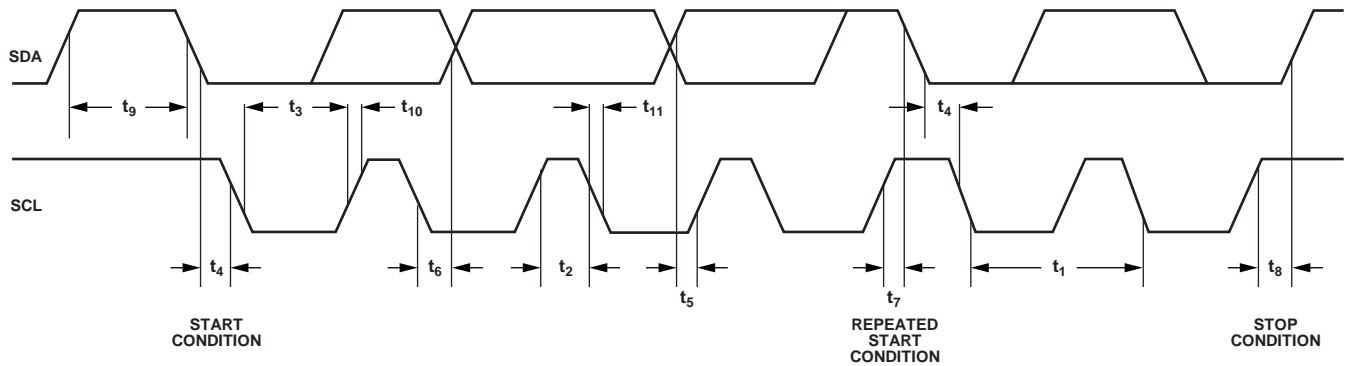 SDA
t9
t3
t10
t11
t4
SCL
t4
t6
t2
t5
t7
t1
t8
START
CONDITION
REPEATED
START
CONDITION
STOP
CONDITION